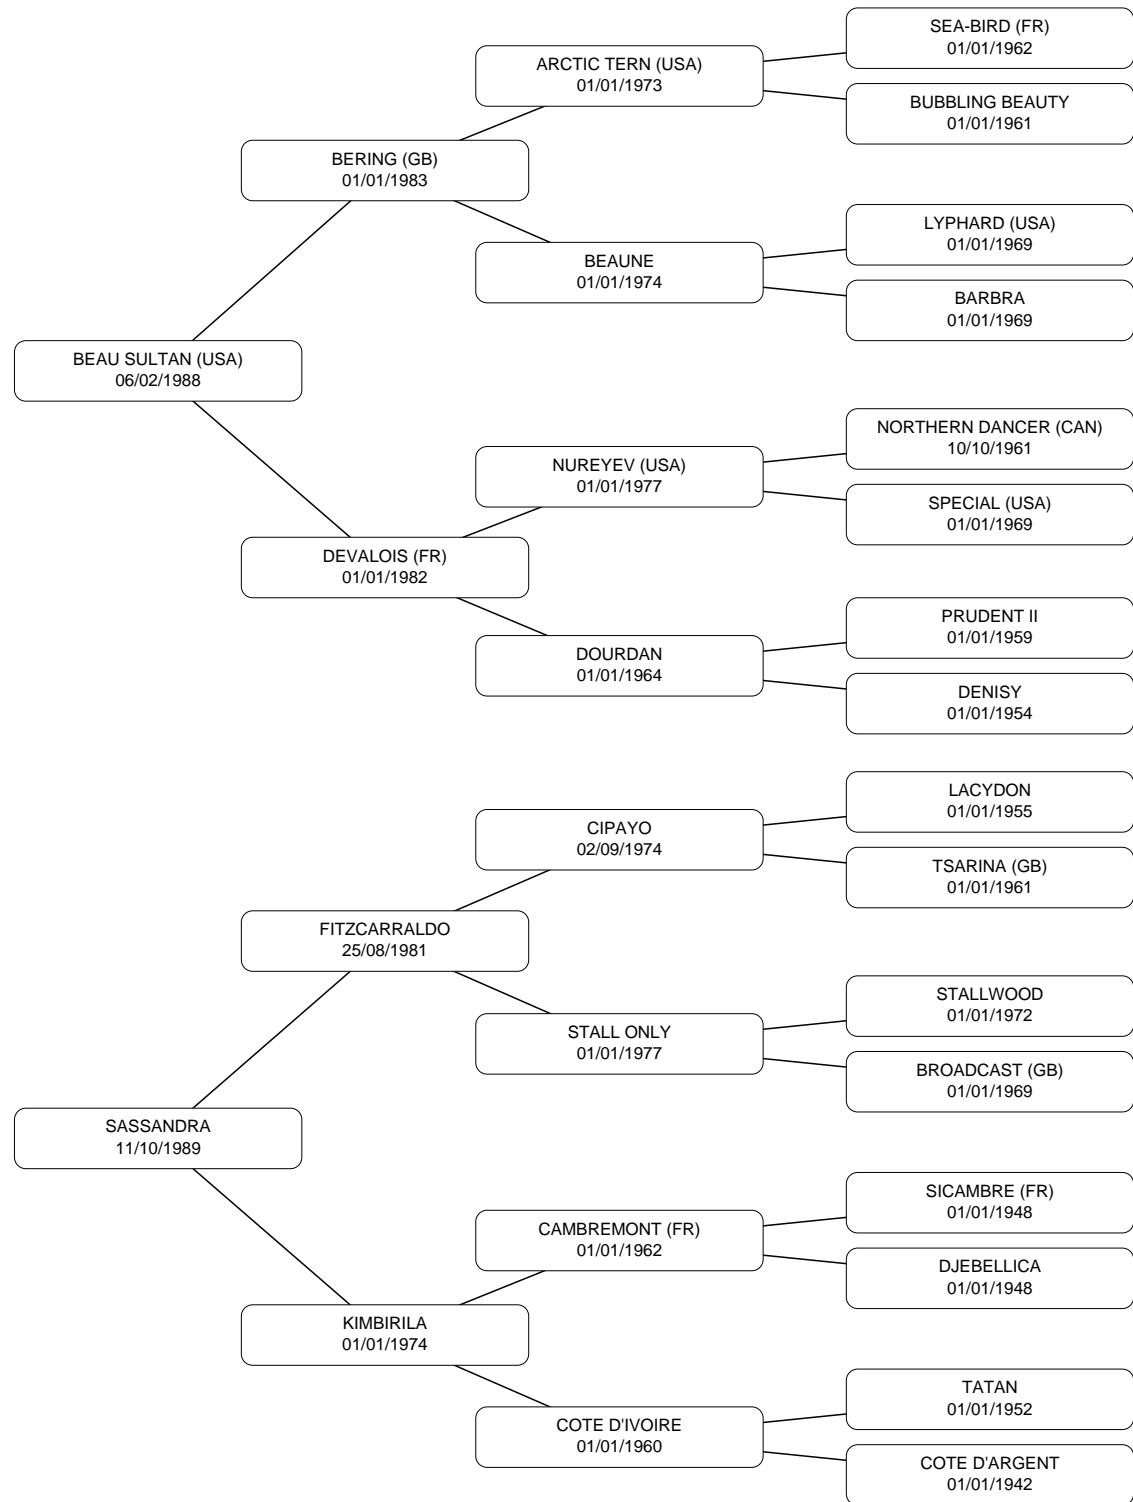 SEA-BIRD (FR)
01/01/1962
ARCTIC TERN (USA)
01/01/1973
BUBBLING BEAUTY
01/01/1961
BERING (GB)
01/01/1983
LYPHARD (USA)
01/01/1969
BEAUNE
01/01/1974
BARBRA
01/01/1969
BEAU SULTAN (USA)
06/02/1988
NORTHERN DANCER (CAN)
10/10/1961
NUREYEV (USA)
01/01/1977
SPECIAL (USA)
01/01/1969
DEVALOIS (FR)
01/01/1982
PRUDENT II
01/01/1959
DOURDAN
01/01/1964
DENISY
01/01/1954
LACYDON
01/01/1955
CIPAYO
02/09/1974
TSARINA (GB)
01/01/1961
FITZCARRALDO
25/08/1981
STALLWOOD
01/01/1972
STALL ONLY
01/01/1977
BROADCAST (GB)
01/01/1969
SASSANDRA
11/10/1989
SICAMBRE (FR)
01/01/1948
CAMBREMONT (FR)
01/01/1962
DJEBELLICA
01/01/1948
KIMBIRILA
01/01/1974
TATAN
01/01/1952
COTE D'IVOIRE
01/01/1960
COTE D'ARGENT
01/01/1942